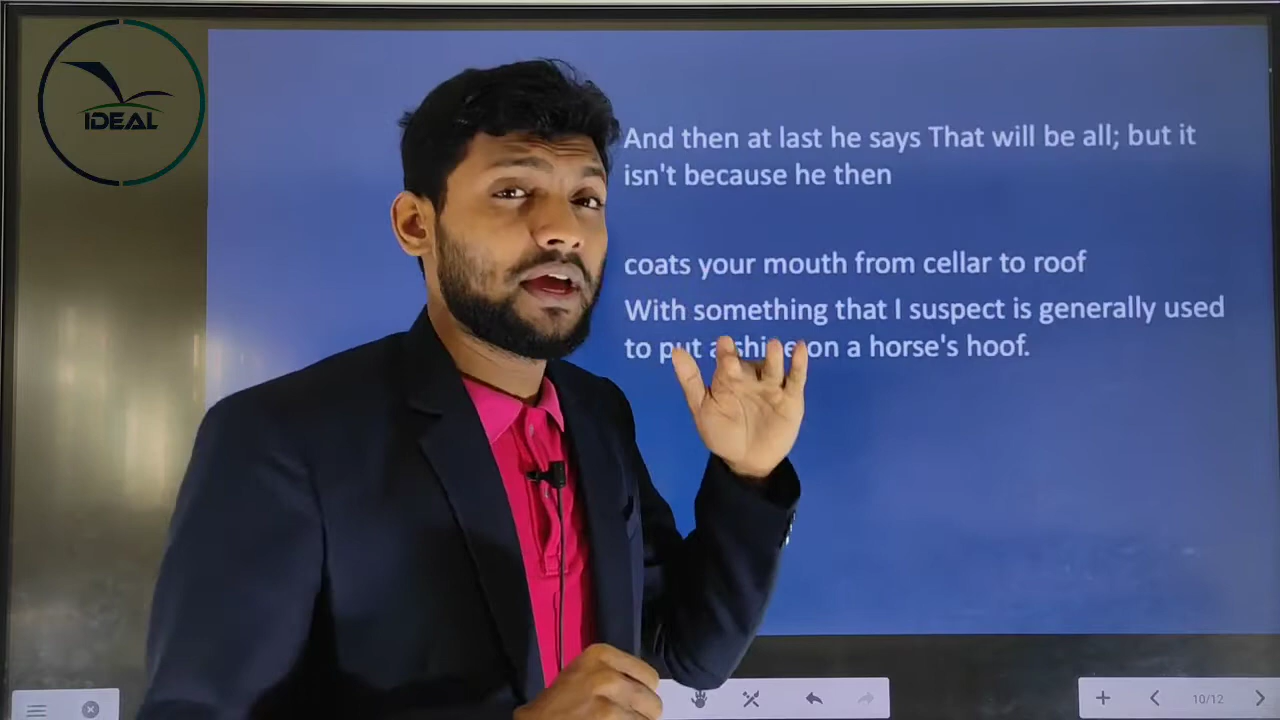 IDEAL
And then at last he says That will be all; but it
isn't because he then
coats your mouth from cellar to roof
With something that I suspect is generally used
to put a shine on a horse's hoof.
10/12